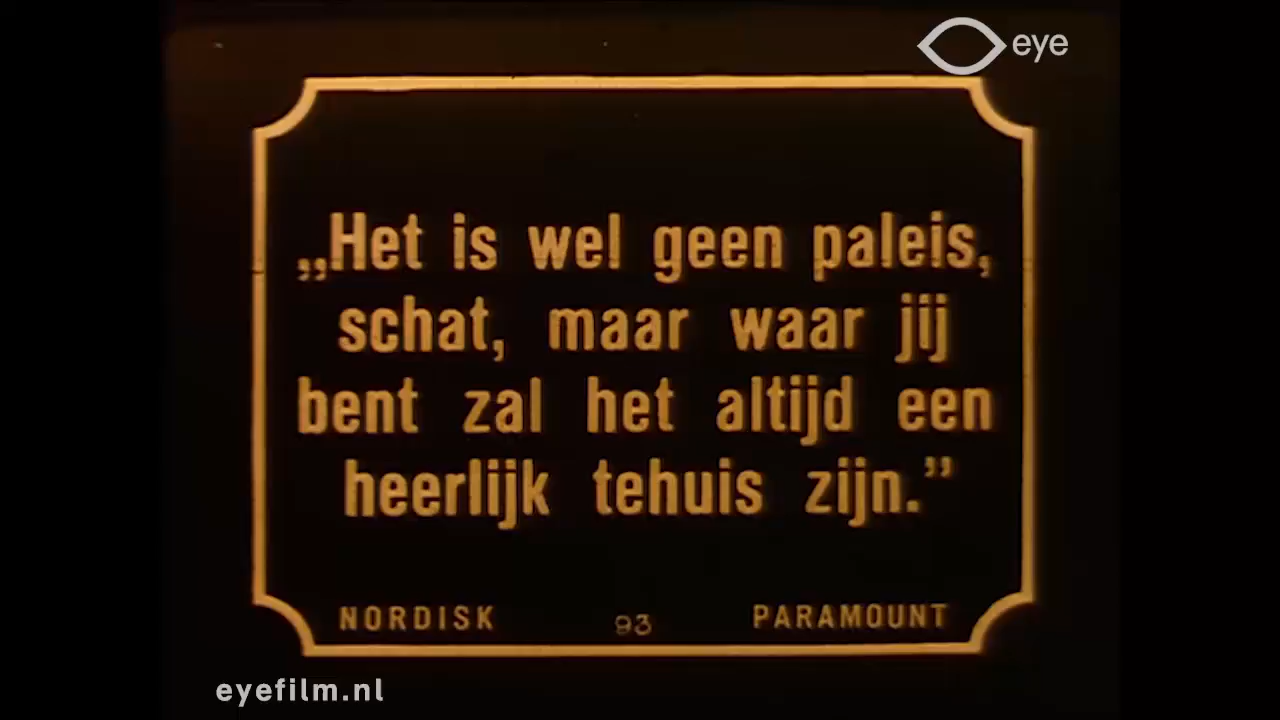 eye
„Het is wel geen paleis,
schat, maar waar jij
bent zal het altijd een
heerlijk tehuis zijn.”
NORDISK 93 PARAMOUNT
eyefilm.nl